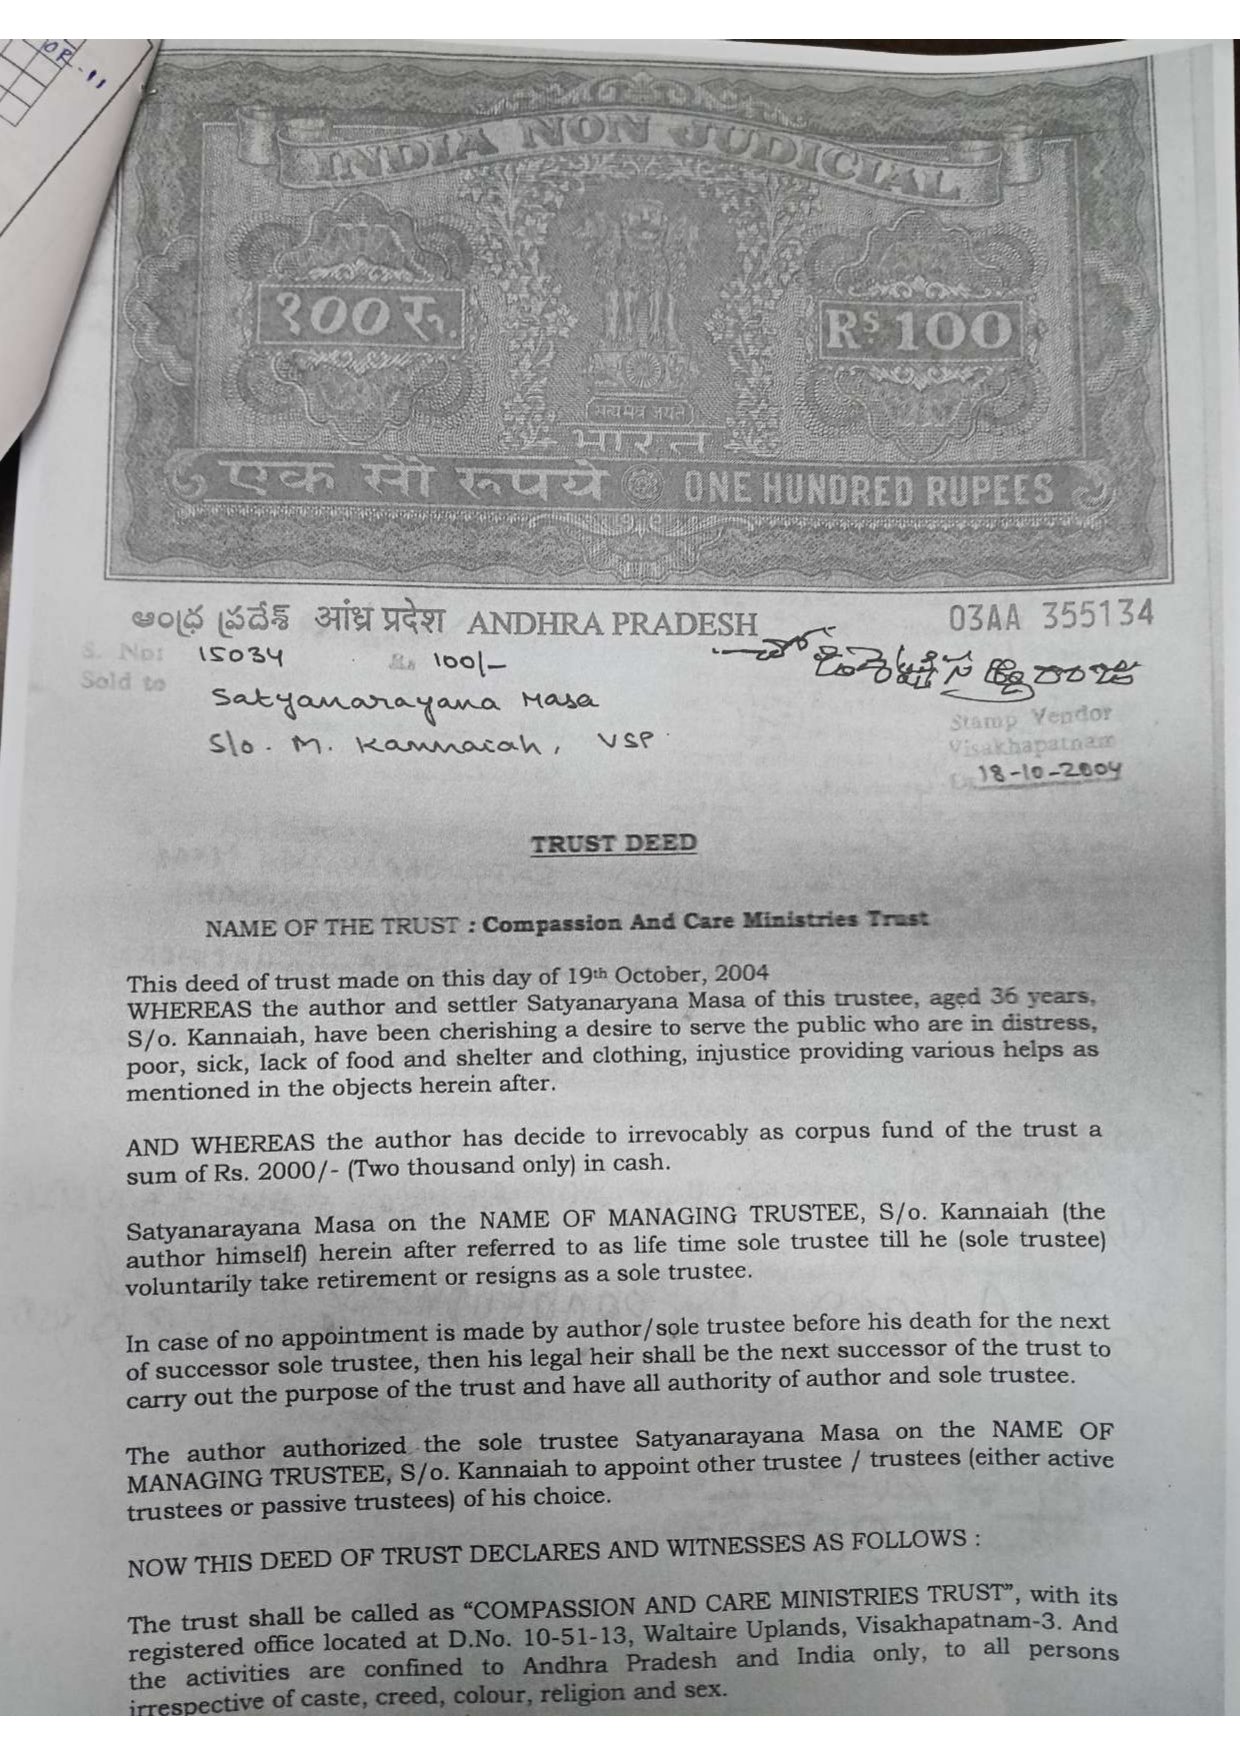 OR-11
INDIA NON JUDICIAL
१०० रु.
Rs. 100
सत्यमेव जयते
भारत
एक सौ रूपये ONE HUNDRED RUPEES
ఆంధ్ర ప్రదేశ్ आंध्र प्रदेश ANDHRA PRADESH 03AA 355134
S. No: 15034 Rs 100/-
Sold to
Satyanarayana Masa
S/o. M. Kannaiah, VSP.
Stamp Vendor
Visakhapatnam
18-10-2004
TRUST DEED
NAME OF THE TRUST : Compassion And Care Ministries Trust
This deed of trust made on this day of 19th October, 2004
WHEREAS the author and settler Satyanaryana Masa of this trustee, aged 36 years,
S/o. Kannaiah, have been cherishing a desire to serve the public who are in distress,
poor, sick, lack of food and shelter and clothing, injustice providing various helps as
mentioned in the objects herein after.
AND WHEREAS the author has decide to irrevocably as corpus fund of the trust a
sum of Rs. 2000/- (Two thousand only) in cash.
Satyanarayana Masa on the NAME OF MANAGING TRUSTEE, S/o. Kannaiah (the
author himself) herein after referred to as life time sole trustee till he (sole trustee)
voluntarily take retirement or resigns as a sole trustee.
In case of no appointment is made by author/sole trustee before his death for the next
of successor sole trustee, then his legal heir shall be the next successor of the trust to
carry out the purpose of the trust and have all authority of author and sole trustee.
The author authorized the sole trustee Satyanarayana Masa on the NAME OF
MANAGING TRUSTEE, S/o. Kannaiah to appoint other trustee / trustees (either active
trustees or passive trustees) of his choice.
NOW THIS DEED OF TRUST DECLARES AND WITNESSES AS FOLLOWS :
The trust shall be called as “COMPASSION AND CARE MINISTRIES TRUST”, with its
registered office located at D.No. 10-51-13, Waltaire Uplands, Visakhapatnam-3. And
the activities are confined to Andhra Pradesh and India only, to all persons
irrespective of caste, creed, colour, religion and sex.